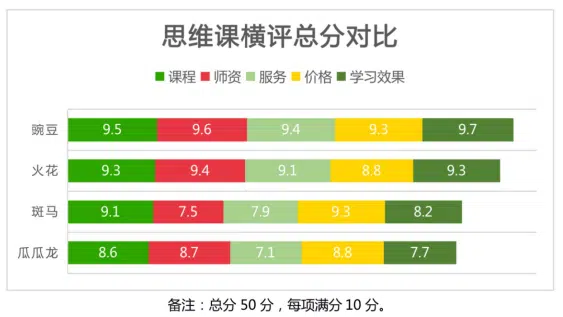 思维课横评总分对比
课程 师资 服务 价格 学习效果
豌豆 9.5 9.6 9.4 9.3 9.7
火花 9.3 9.4 9.1 8.8 9.3
斑马 9.1 7.5 7.9 9.3 8.2
瓜瓜龙 8.6 8.7 7.1 8.8 7.7
备注：总分 50 分，每项满分 10 分。